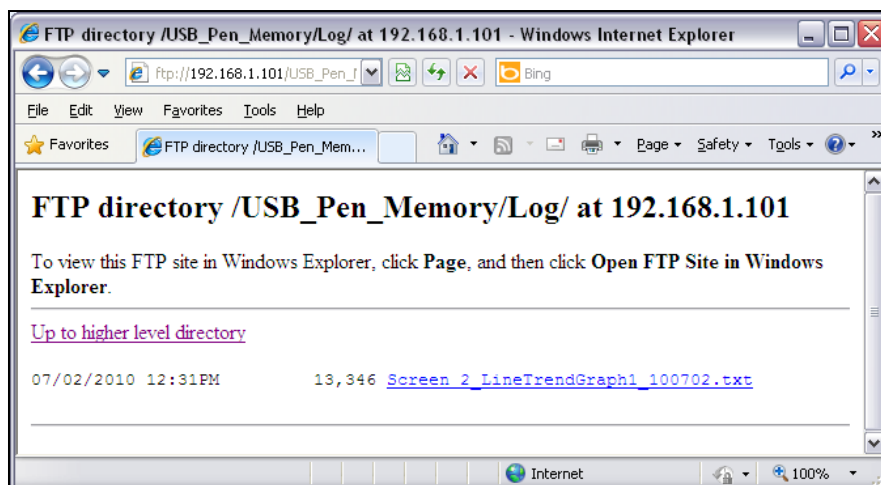 FTP directory /USB_Pen_Memory/Log/ at 192.168.1.101 - Windows Internet Explorer
ftp://192.168.1.101/USB_Pen_
Bing
File Edit View Favorites Tools Help
Favorites FTP directory /USB_Pen_Mem... Page Safety Tools »
FTP directory /USB_Pen_Memory/Log/ at 192.168.1.101
To view this FTP site in Windows Explorer, click Page, and then click Open FTP Site in Windows
Explorer.
Up to higher level directory
07/02/2010 12:31PM 13,346 Screen 2_LineTrendGraph1_100702.txt
Internet 100%